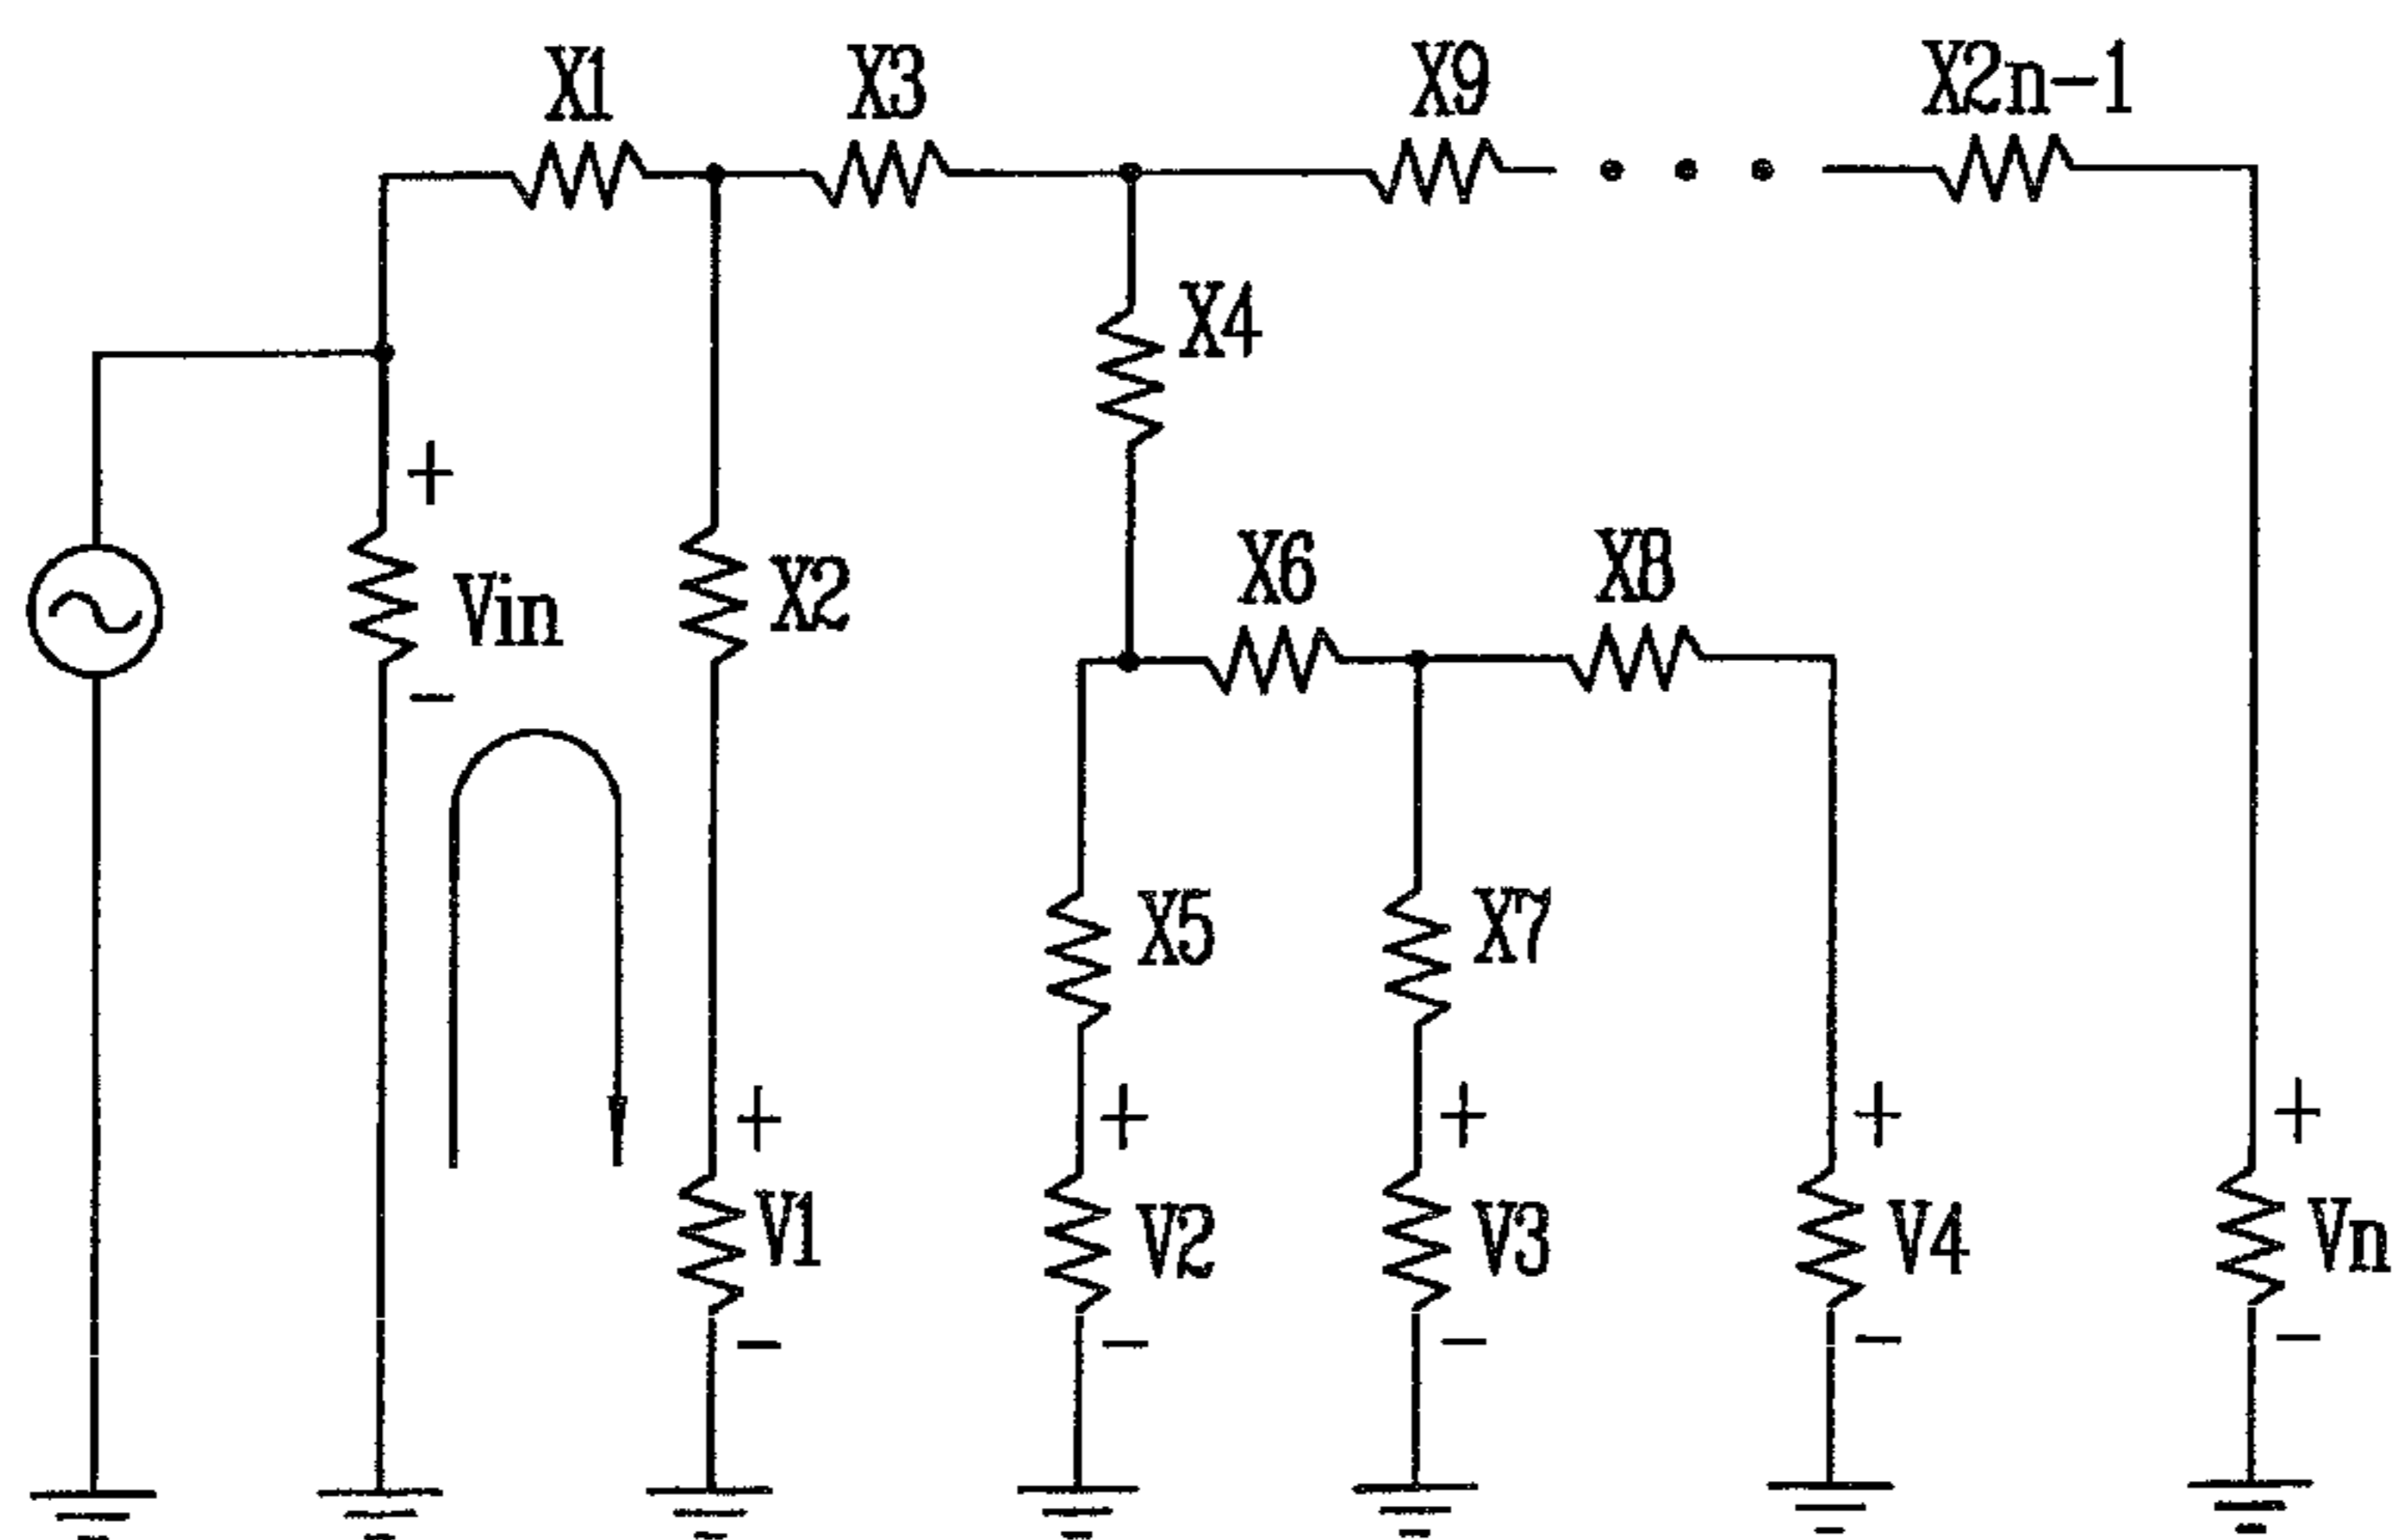 X1
X3
X9
X2n-1
X4
+
Vin
-
X2
X6
X8
X5
X7
+
V1
-
+
V2
-
+
V3
-
+
V4
-
+
Vn
-